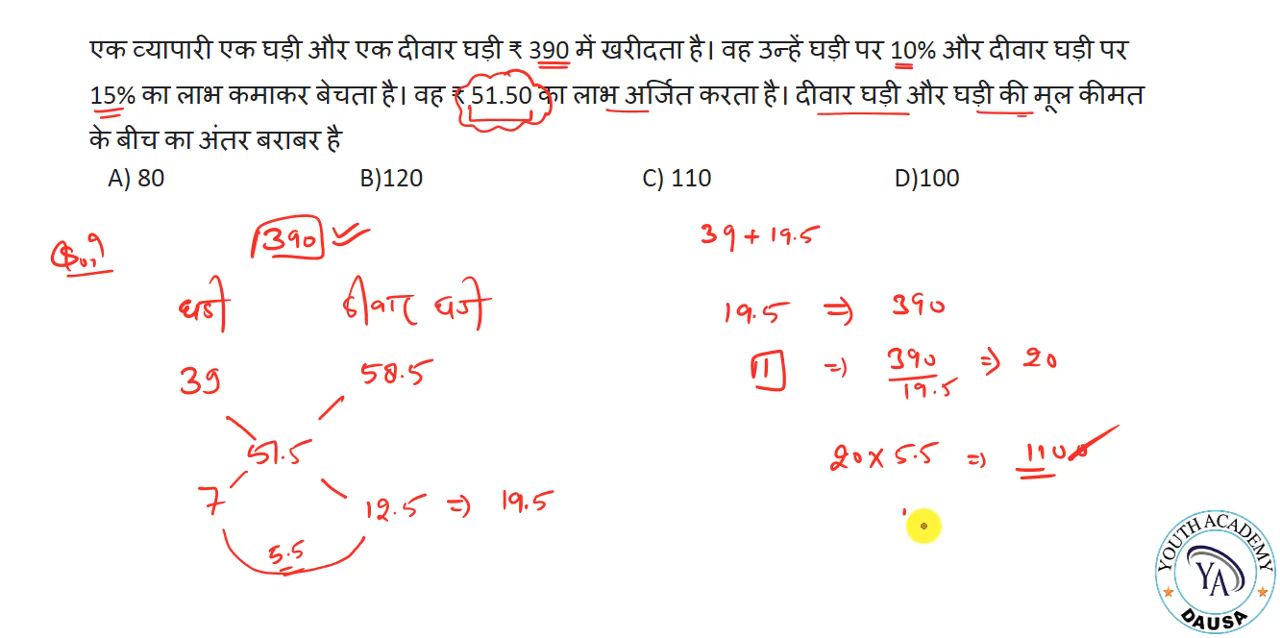 एक व्यापारी एक घड़ी और एक दीवार घड़ी ₹ 390 में खरीदता है। वह उन्हें घड़ी पर 10% और दीवार घड़ी पर
15% का लाभ कमाकर बेचता है। वह ₹ 51.50 का लाभ अर्जित करता है। दीवार घड़ी और घड़ी की मूल कीमत
के बीच का अंतर बराबर है
A) 80 B)120 C) 110 D)100
390 39 + 19.5
घड़ी दीवार घड़ी 19.5 => 390
39 58.5 => 390/19.5 => 20
51.5 20 x 5.5 => 110
7 12.5 => 19.5
5.5
YOUTH ACADEMY
YA
DAUSA